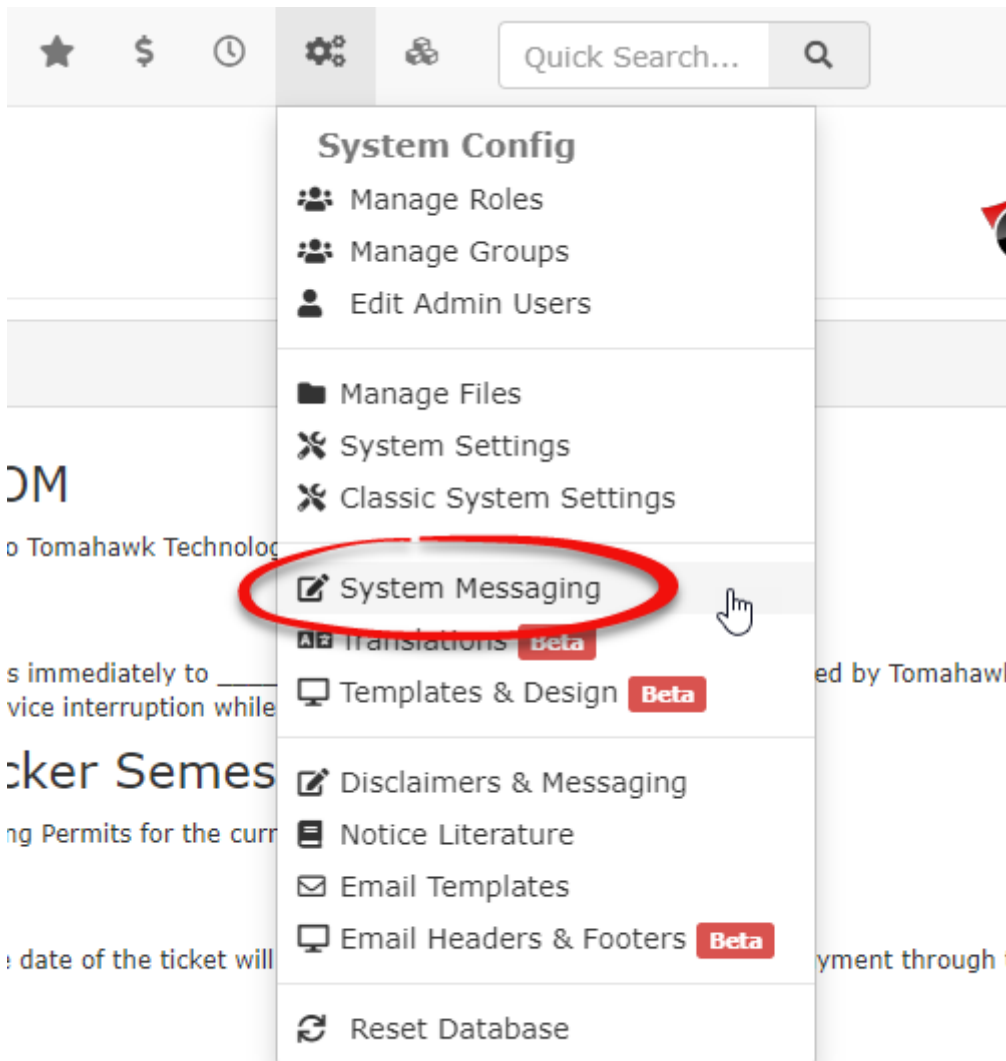 Quick Search...
System Config
Manage Roles
Manage Groups
Edit Admin Users
Manage Files
System Settings
Classic System Settings
OM
o Tomahawk Technolog
System Messaging
Translations Beta
s immediately to ____ ed by Tomahawk
Templates & Design Beta
vice interruption while
cker Semes
Disclaimers & Messaging
ng Permits for the curr
Notice Literature
Email Templates
Email Headers & Footers Beta
date of the ticket will yment through
Reset Database